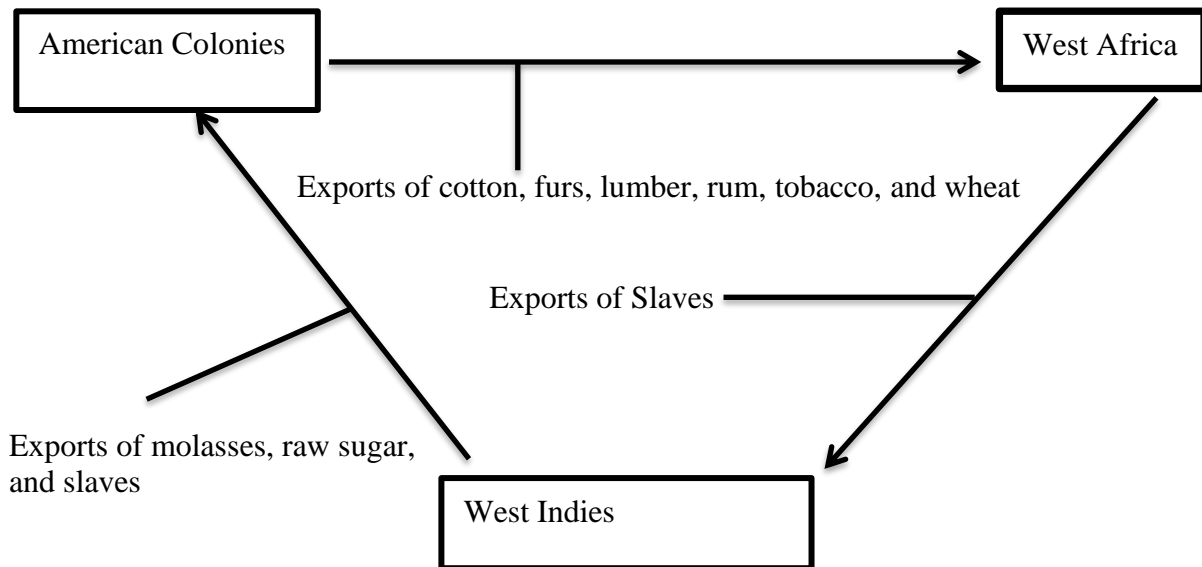 American Colonies
West Africa
Exports of cotton, furs, lumber, rum, tobacco, and wheat
Exports of Slaves
Exports of molasses, raw sugar,
and slaves
West Indies